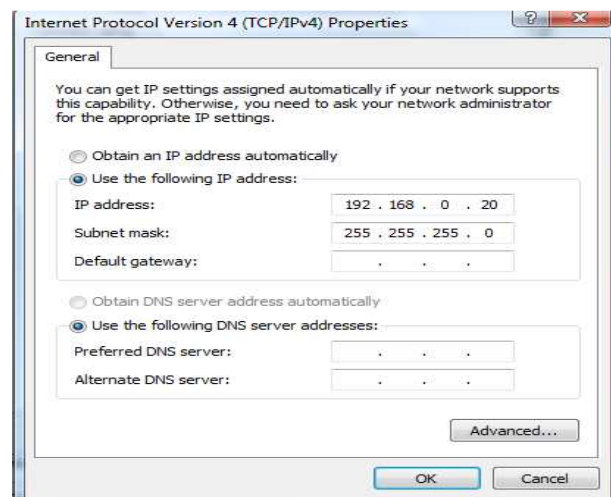 Internet Protocol Version 4 (TCP/IPv4) Properties
General
You can get IP settings assigned automatically if your network supports
this capability. Otherwise, you need to ask your network administrator
for the appropriate IP settings.
Obtain an IP address automatically
Use the following IP address:
IP address: 192 . 168 . 0 . 20
Subnet mask: 255 . 255 . 255 . 0
Default gateway: . . .
Obtain DNS server address automatically
Use the following DNS server addresses:
Preferred DNS server: . . .
Alternate DNS server: . . .
Advanced...
OK Cancel